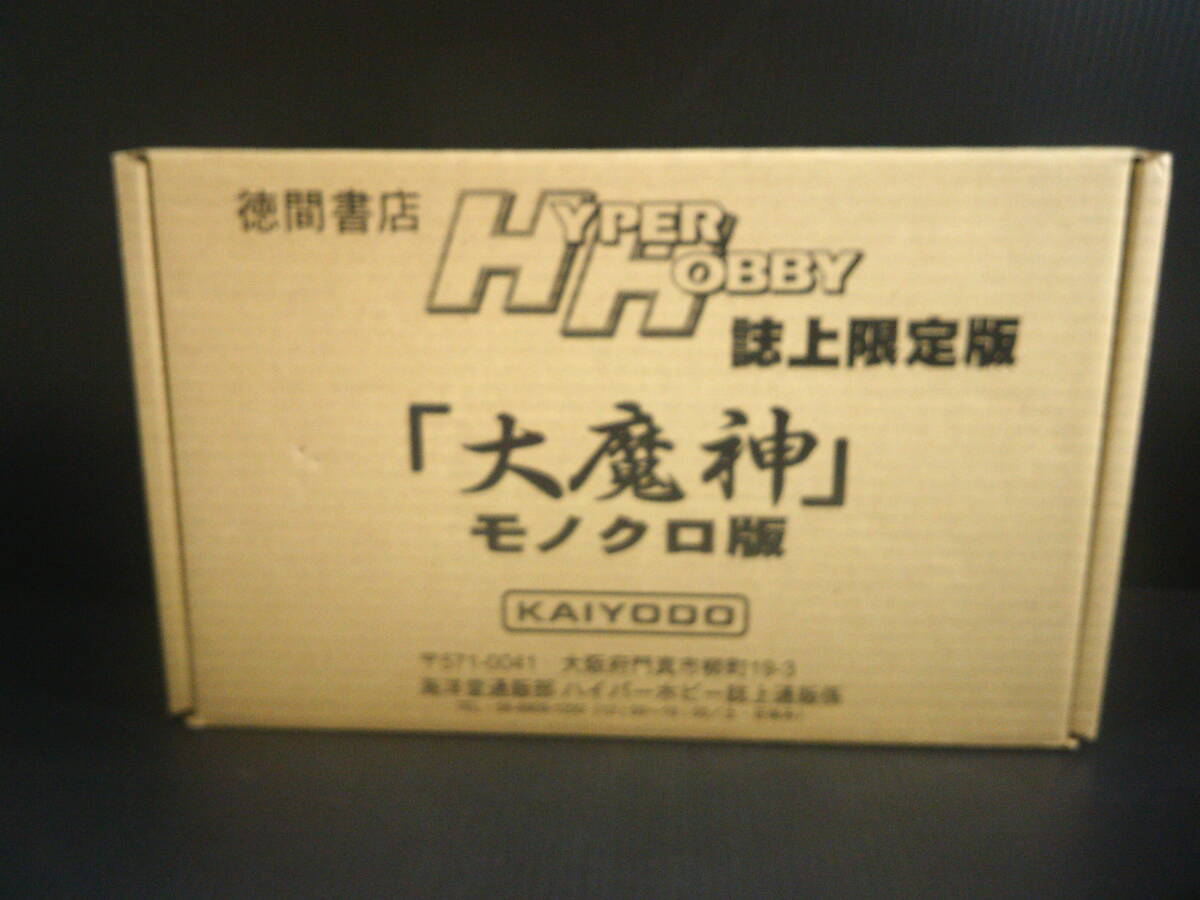 徳間書店 HYPER HOBBY
誌上限定版
「大魔神」
モノクロ版
KAIYODO
〒571-0041 大阪府門真市柳町19-3
海洋堂通販部 ハイパーホビー誌上通販係
TEL